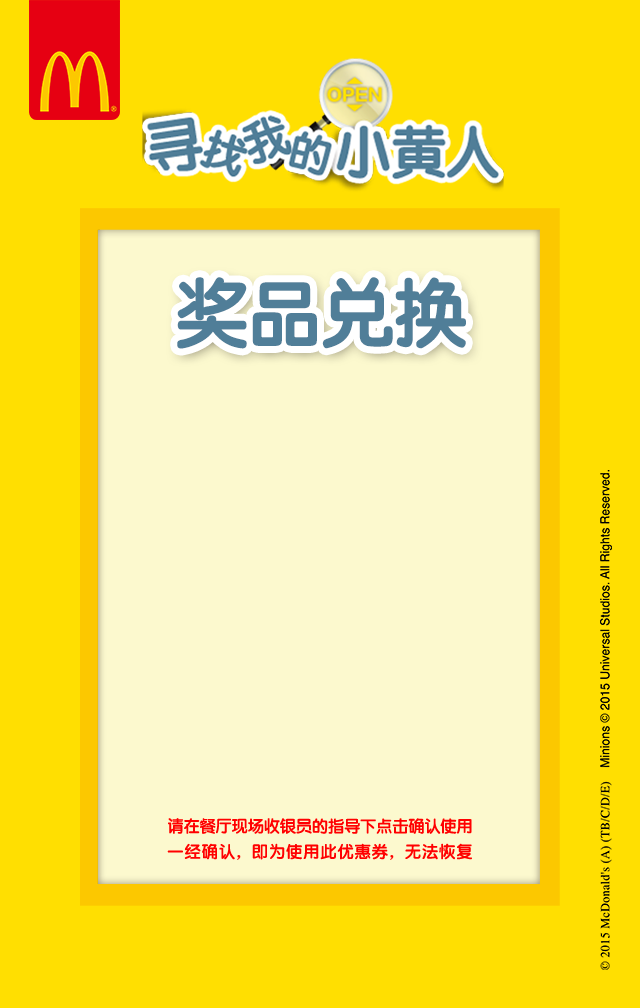 OPEN
寻找我的小黄人
奖品兑换
请在餐厅现场收银员的指导下点击确认使用
一经确认，即为使用此优惠券，无法恢复
© 2015 McDonald's (A) (TB/C/D/E) Minions © 2015 Universal Studios. All Rights Reserved.